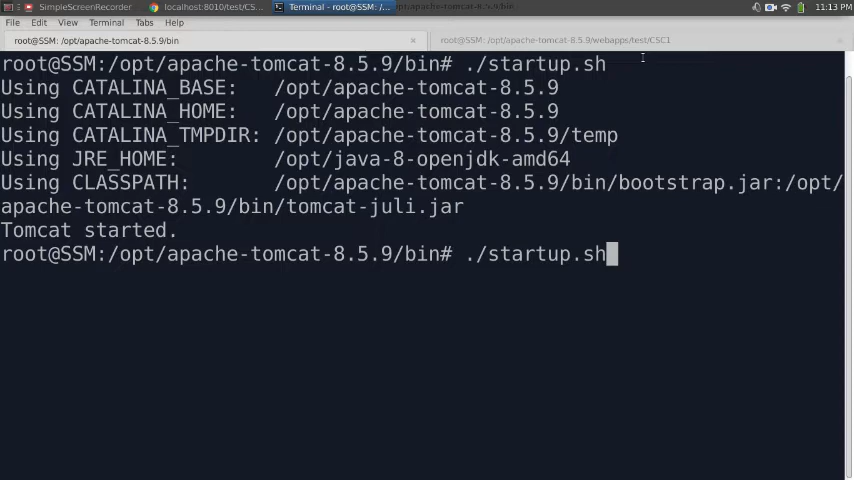 SimpleScreenRecorder
localhost:8010/test/CSC...
Terminal - root@SSM: /...
11:13 PM
File Edit View Terminal Tabs Help
root@SSM: /opt/apache-tomcat-8.5.9/bin
root@SSM: /opt/apache-tomcat-8.5.9/webapps/test/CSC1
root@SSM:/opt/apache-tomcat-8.5.9/bin# ./startup.sh
Using CATALINA_BASE: /opt/apache-tomcat-8.5.9
Using CATALINA_HOME: /opt/apache-tomcat-8.5.9
Using CATALINA_TMPDIR: /opt/apache-tomcat-8.5.9/temp
Using JRE_HOME: /opt/java-8-openjdk-amd64
Using CLASSPATH: /opt/apache-tomcat-8.5.9/bin/bootstrap.jar:/opt/
apache-tomcat-8.5.9/bin/tomcat-juli.jar
Tomcat started.
root@SSM:/opt/apache-tomcat-8.5.9/bin# ./startup.sh